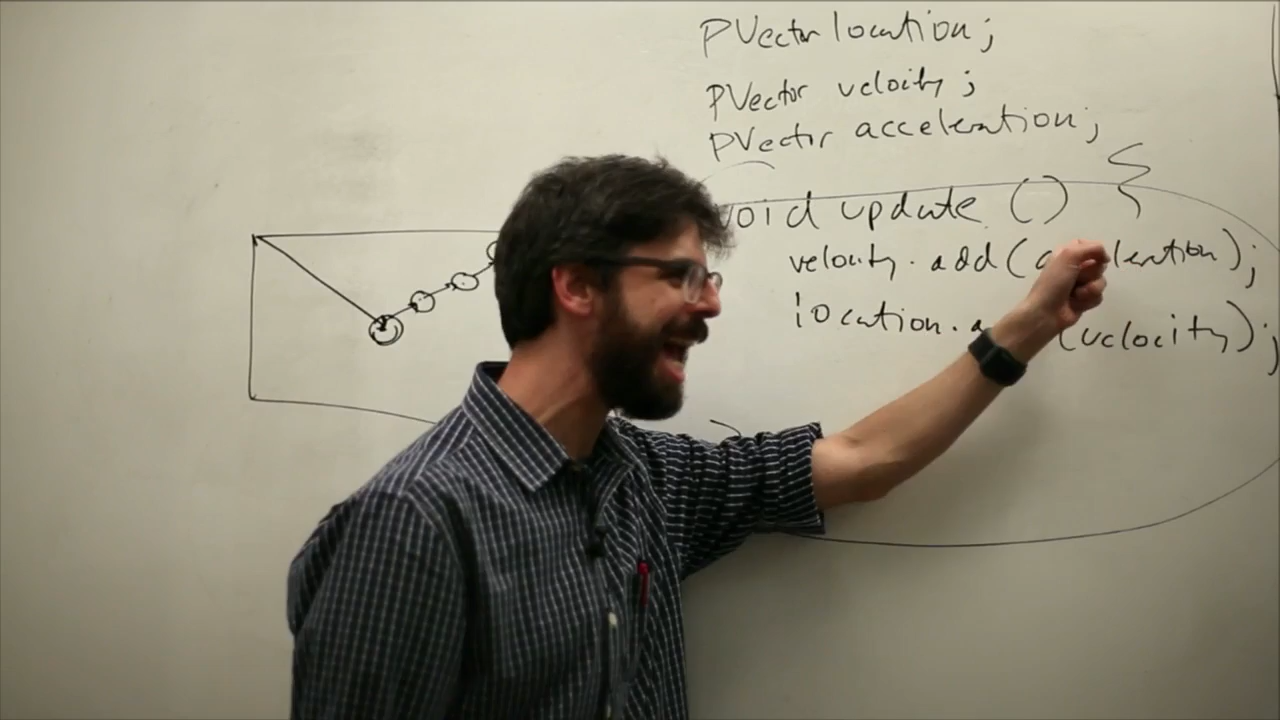 PVector location;
PVector velocity;
PVector acceleration;
void update ()
velocity.add(
location.
(velocity);